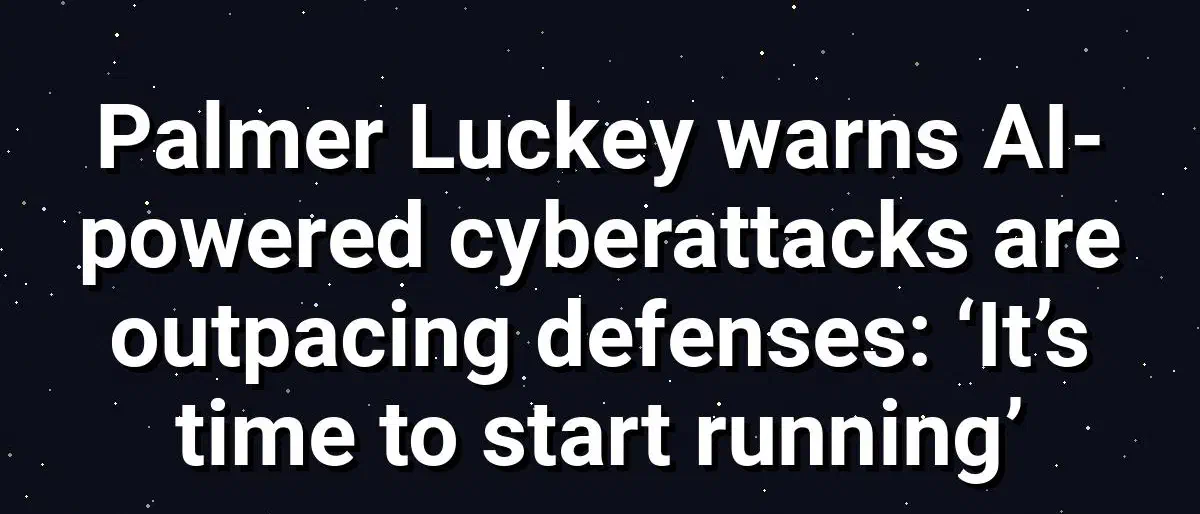 Palmer Luckey warns AI-
powered cyberattacks are
outpacing defenses: ‘It’s
time to start running’